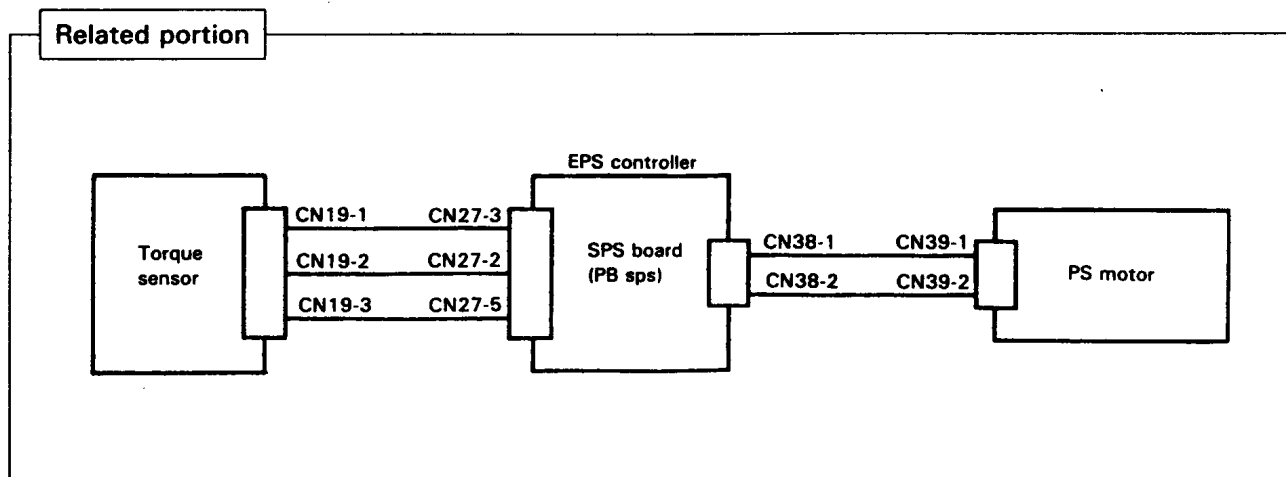 Related portion
EPS controller
Torque
sensor
CN19-1 CN27-3
CN19-2 CN27-2
CN19-3 CN27-5
SPS board
(PB sps)
CN38-1 CN39-1
CN38-2 CN39-2
PS motor